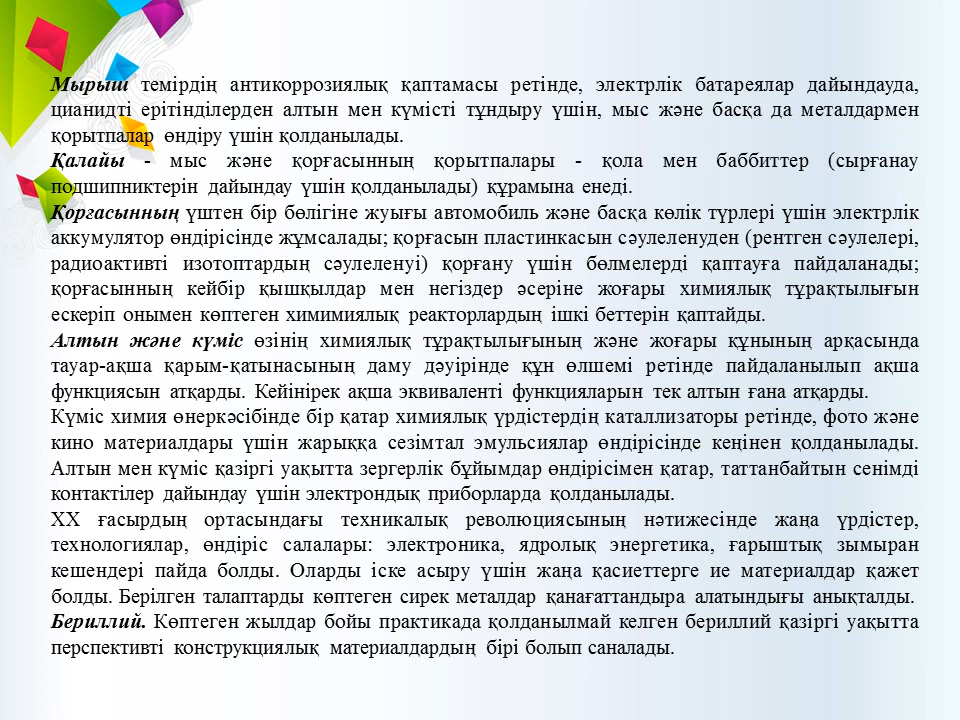 Мырыш темірдің антикоррозиялық қаптамасы ретінде, электрлік батареялар дайындауда,
цианидті ерітінділерден алтын мен күмісті тұндыру үшін, мыс және басқа да металдармен
қорытпалар өндіру үшін қолданылады.
Қалайы - мыс және қорғасынның қорытпалары - қола мен баббиттер (сырғанау
подшипниктерін дайындау үшін қолданылады) құрамына енеді.
Қорғасынның үштен бір бөлігіне жуығы автомобиль және басқа көлік түрлері үшін электрлік
аккумулятор өндірісінде жұмсалады; қорғасын пластинкасын сәулеленуден (рентген сәулелері,
радиоактивті изотоптардың сәулеленуі) қорғану үшін бөлмелерді қаптауға пайдаланады;
қорғасынның кейбір қышқылдар мен негіздер әсеріне жоғары химиялық тұрақтылығын
ескеріп онымен көптеген химимиялық реакторлардың ішкі беттерін қаптайды.
Алтын және күміс өзінің химиялық тұрақтылығының және жоғары құнының арқасында
тауар-ақша қарым-қатынасының даму дәуірінде құн өлшемі ретінде пайдаланылып ақша
функциясын атқарды. Кейінірек ақша эквиваленті функцияларын тек алтын ғана атқарды.
Күміс химия өнеркәсібінде бір қатар химиялық үрдістердің каталлизаторы ретінде, фото және
кино материалдары үшін жарыққа сезімтал эмульсиялар өндірісінде кеңінен қолданылады.
Алтын мен күміс қазіргі уақытта зергерлік бұйымдар өндірісімен қатар, таттанбайтын сенімді
контактілер дайындау үшін электрондық приборларда қолданылады.
ХХ ғасырдың ортасындағы техникалық революциясының нәтижесінде жаңа үрдістер,
технологиялар, өндіріс салалары: электроника, ядролық энергетика, ғарыштық зымыран
кешендері пайда болды. Оларды іске асыру үшін жаңа қасиеттерге ие материалдар қажет
болды. Берілген талаптарды көптеген сирек металдар қанағаттандыра алатындығы анықталды.
Бериллий. Көптеген жылдар бойы практикада қолданылмай келген бериллий қазіргі уақытта
перспективті конструкциялық материалдардың бірі болып саналады.